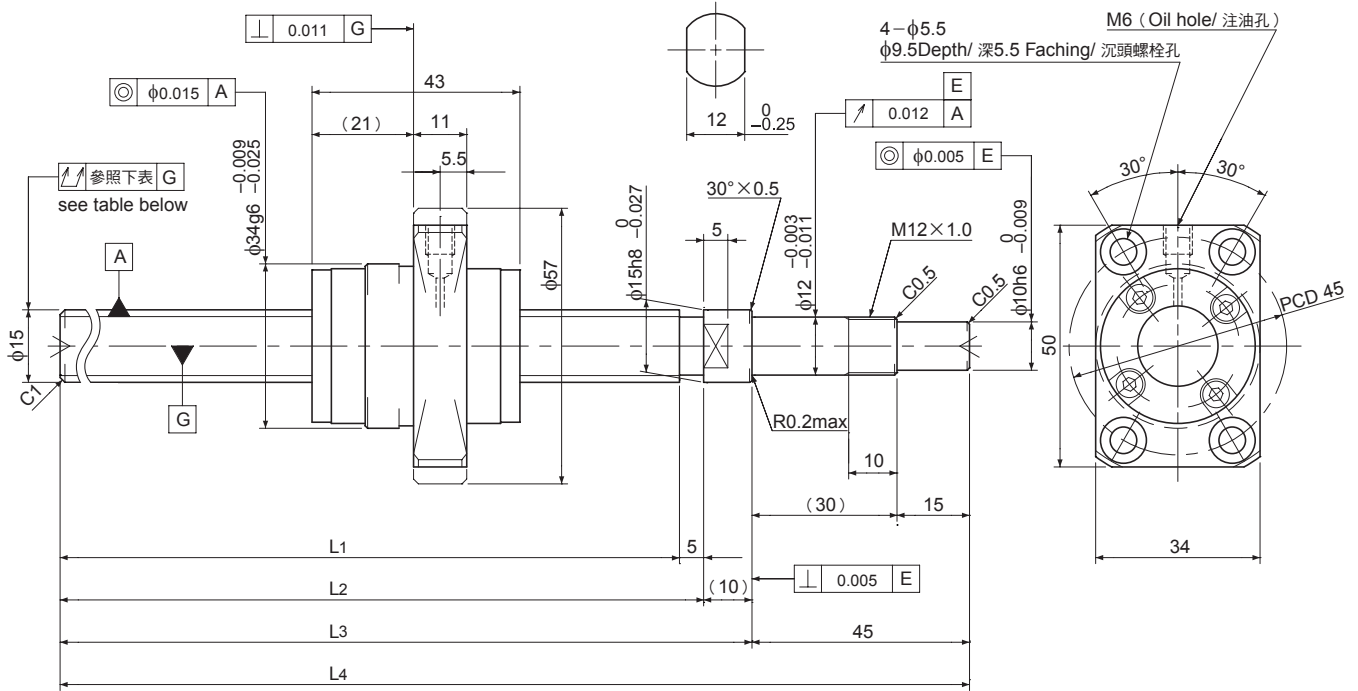 ⊥ 0.011 G
4−ϕ5.5
ϕ9.5Depth/ 深5.5 Faching/ 沉頭螺栓孔
M6（Oil hole/ 注油孔）
◎ ϕ0.015 A
43
（21）
11
5.5
12 0 −0.25
E
↗ 0.012 A
◎ ϕ0.005 E
30°
30°
參照下表 G
see table below
ϕ34g6 −0.009 −0.025
30°×0.5
5
M12×1.0
C0.5
C0.5
ϕ57
ϕ15h8 0 −0.027
ϕ12 −0.003 −0.011
ϕ10h6 0 −0.009
PCD 45
A
ϕ15
50
C1
G
R0.2max
10
（30）
15
34
L1
5
⊥ 0.005 E
L2
（10）
L3
45
L4